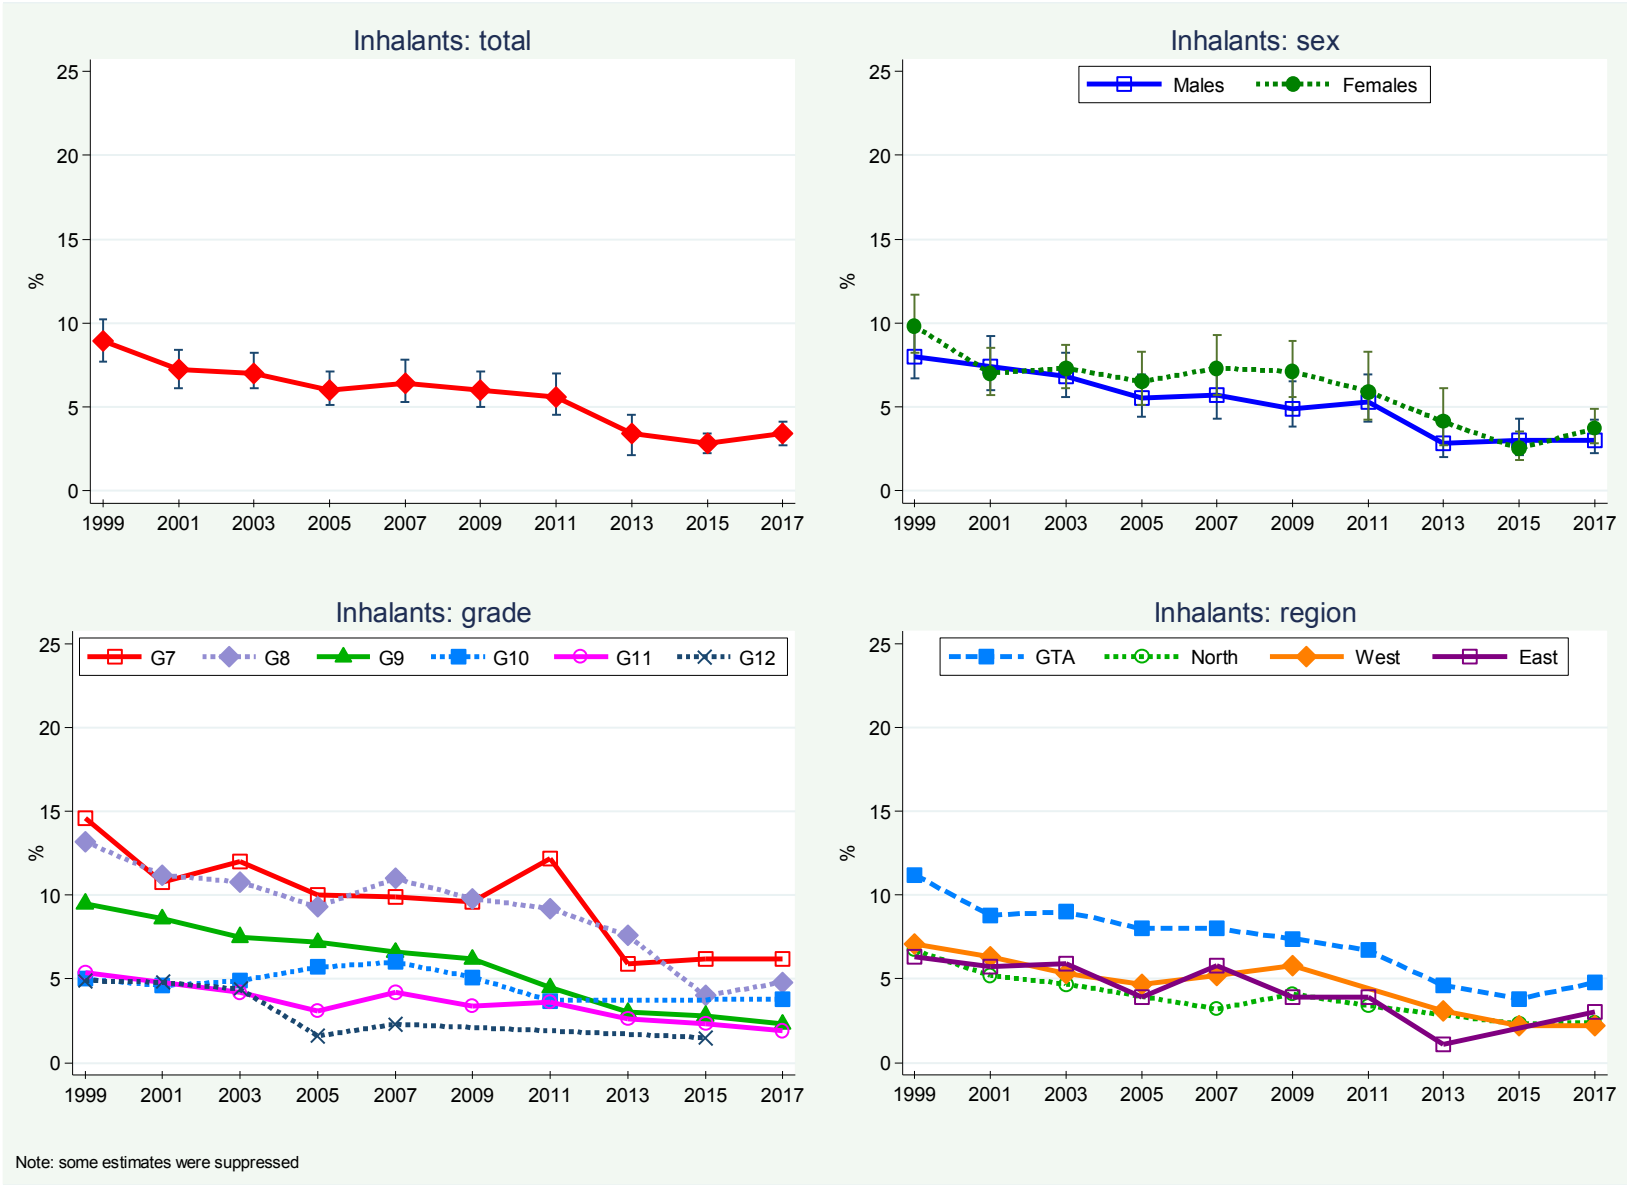 Inhalants: total
25
20
15
10
5
0
%
1999 2001 2003 2005 2007 2009 2011 2013 2015 2017
Inhalants: sex
Males Females
25
20
15
10
5
0
%
1999 2001 2003 2005 2007 2009 2011 2013 2015 2017
Inhalants: grade
G7 G8 G9 G10 G11 G12
25
20
15
10
5
0
%
1999 2001 2003 2005 2007 2009 2011 2013 2015 2017
Inhalants: region
GTA North West East
25
20
15
10
5
0
%
1999 2001 2003 2005 2007 2009 2011 2013 2015 2017
Note: some estimates were suppressed